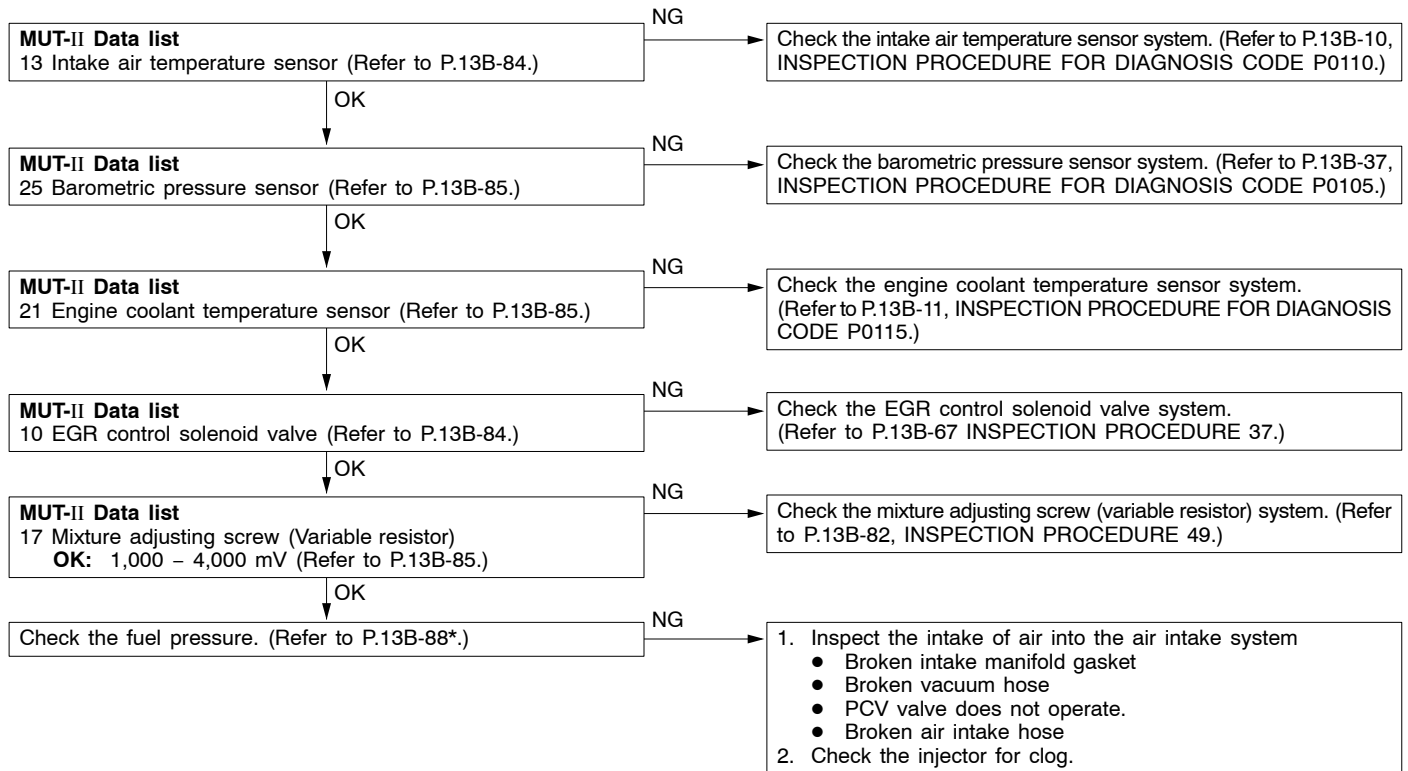 MUT-II Data list
13 Intake air temperature sensor (Refer to P.13B-84.)
NG
Check the intake air temperature sensor system. (Refer to P.13B-10,
INSPECTION PROCEDURE FOR DIAGNOSIS CODE P0110.)
OK
MUT-II Data list
25 Barometric pressure sensor (Refer to P.13B-85.)
NG
Check the barometric pressure sensor system. (Refer to P.13B-37,
INSPECTION PROCEDURE FOR DIAGNOSIS CODE P0105.)
OK
MUT-II Data list
21 Engine coolant temperature sensor (Refer to P.13B-85.)
NG
Check the engine coolant temperature sensor system.
(Refer to P.13B-11, INSPECTION PROCEDURE FOR DIAGNOSIS
CODE P0115.)
OK
MUT-II Data list
10 EGR control solenoid valve (Refer to P.13B-84.)
NG
Check the EGR control solenoid valve system.
(Refer to P.13B-67 INSPECTION PROCEDURE 37.)
OK
MUT-II Data list
17 Mixture adjusting screw (Variable resistor)
OK: 1,000 – 4,000 mV (Refer to P.13B-85.)
NG
Check the mixture adjusting screw (variable resistor) system. (Refer
to P.13B-82, INSPECTION PROCEDURE 49.)
OK
Check the fuel pressure. (Refer to P.13B-88*.)
NG
1. Inspect the intake of air into the air intake system
● Broken intake manifold gasket
● Broken vacuum hose
● PCV valve does not operate.
● Broken air intake hose
2. Check the injector for clog.